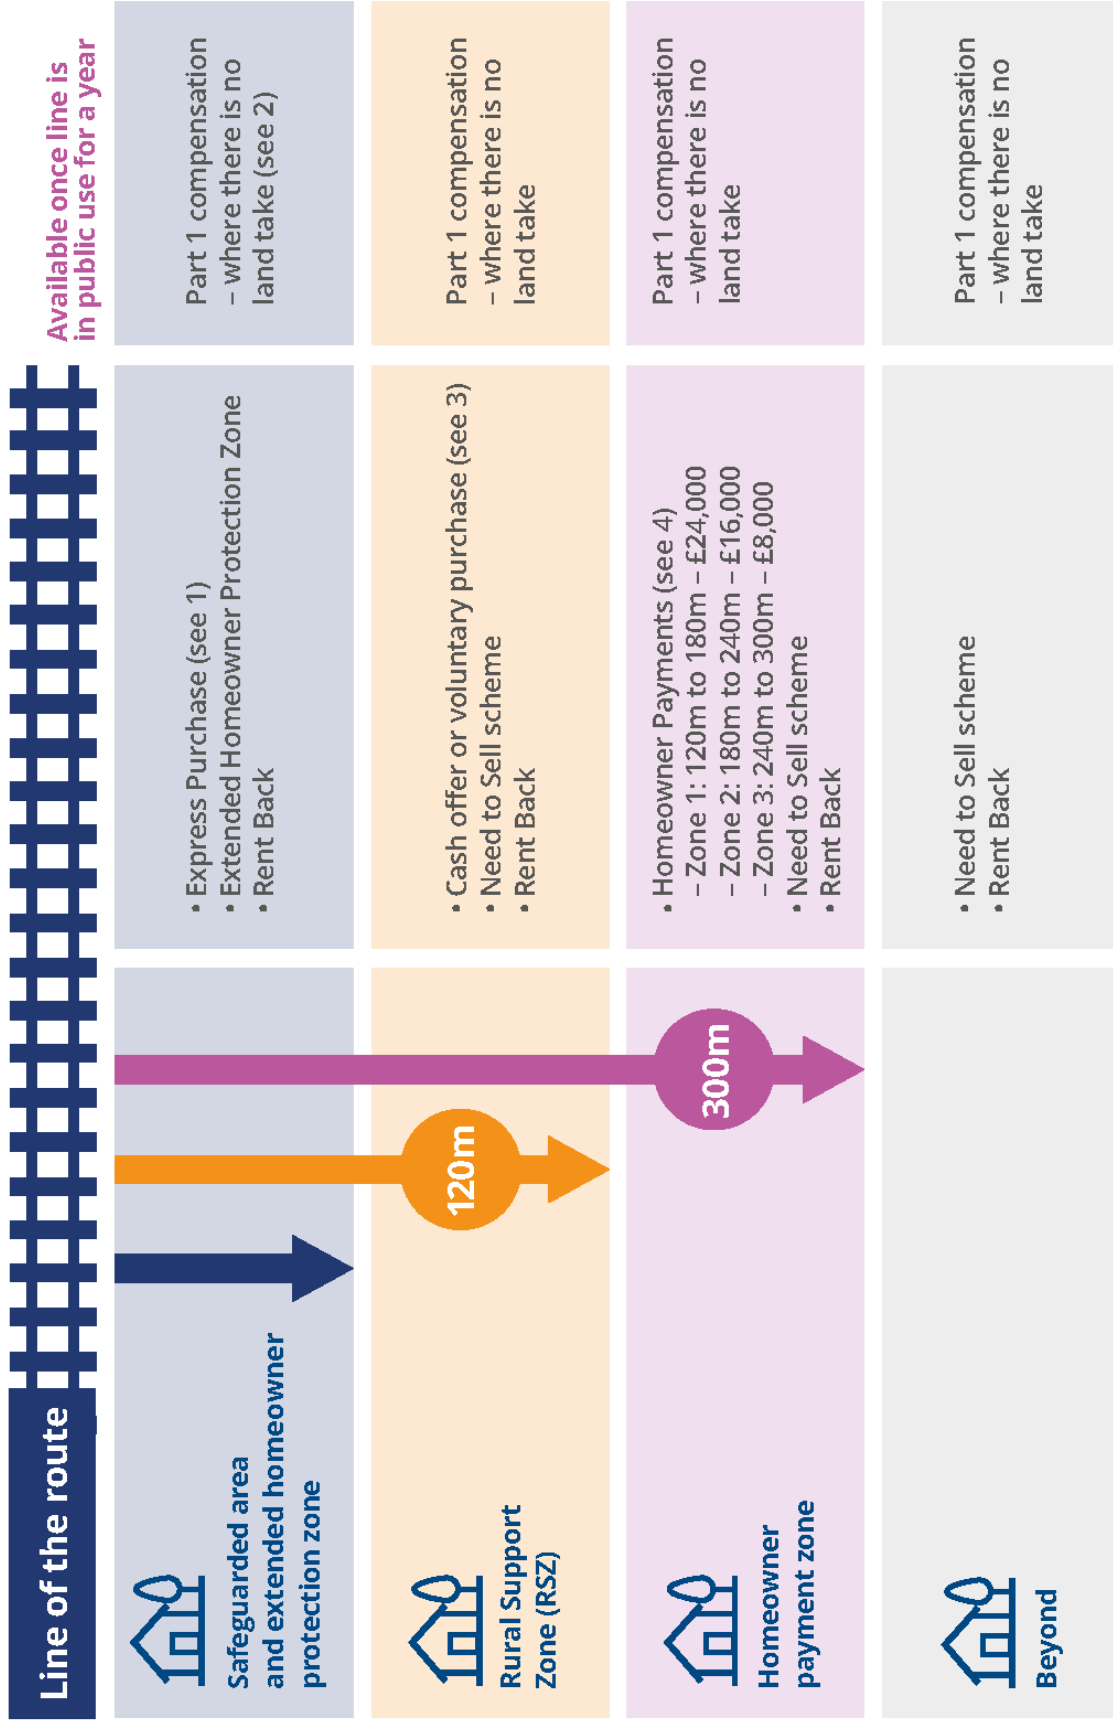 Line of the route
Available once line is
in public use for a year
Safeguarded area
and extended homeowner
protection zone
• Express Purchase (see 1)
• Extended Homeowner Protection Zone
• Rent Back
Part 1 compensation
– where there is no
land take (see 2)
Rural Support
Zone (RSZ)
120m
• Cash offer or voluntary purchase (see 3)
• Need to Sell scheme
• Rent Back
Part 1 compensation
– where there is no
land take
Homeowner
payment zone
300m
• Homeowner Payments (see 4)
– Zone 1: 120m to 180m – £24,000
– Zone 2: 180m to 240m – £16,000
– Zone 3: 240m to 300m – £8,000
• Need to Sell scheme
• Rent Back
Part 1 compensation
– where there is no
land take
Beyond
• Need to Sell scheme
• Rent Back
Part 1 compensation
– where there is no
land take